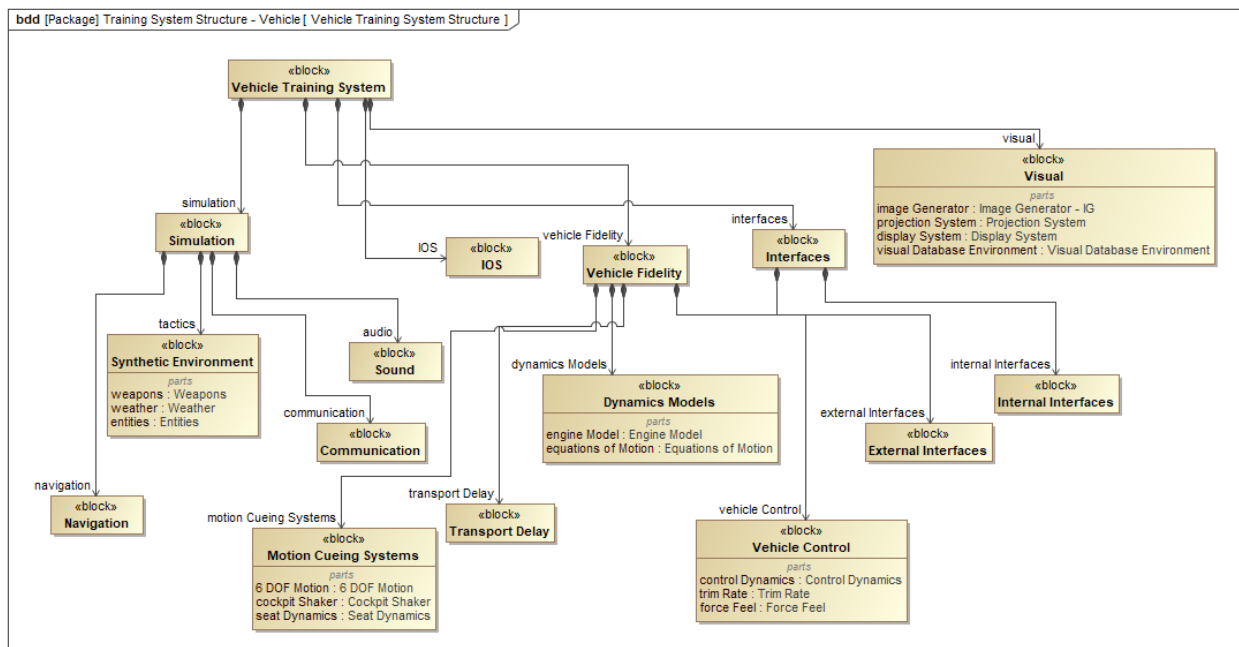 bdd [Package] Training System Structure - Vehicle [ Vehicle Training System Structure ]
«block»
Vehicle Training System
visual
«block»
Visual
parts
image Generator : Image Generator - IG
projection System : Projection System
display System : Display System
visual Database Environment : Visual Database Environment
simulation
«block»
Simulation
IOS
«block»
IOS
vehicle Fidelity
«block»
Vehicle Fidelity
interfaces
«block»
Interfaces
tactics
«block»
Synthetic Environment
parts
weapons : Weapons
weather : Weather
entities : Entities
audio
«block»
Sound
dynamics Models
«block»
Dynamics Models
parts
engine Model : Engine Model
equations of Motion : Equations of Motion
internal Interfaces
«block»
Internal Interfaces
communication
«block»
Communication
external Interfaces
«block»
External Interfaces
navigation
«block»
Navigation
motion Cueing Systems
«block»
Motion Cueing Systems
parts
6 DOF Motion : 6 DOF Motion
cockpit Shaker : Cockpit Shaker
seat Dynamics : Seat Dynamics
transport Delay
«block»
Transport Delay
vehicle Control
«block»
Vehicle Control
parts
control Dynamics : Control Dynamics
trim Rate : Trim Rate
force Feel : Force Feel